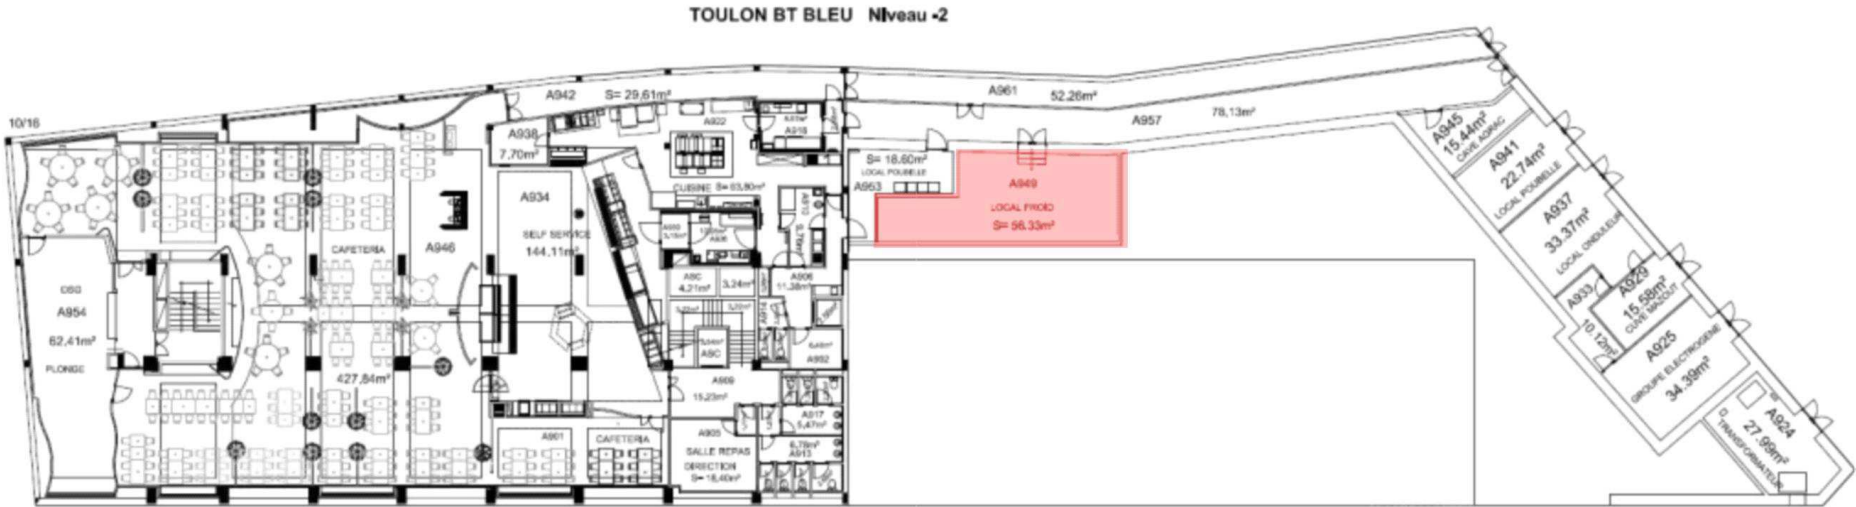 TOULON BT BLEU NIveau -2
10/16
A942 S= 29,61m²
A961
52.26m²
A957
78,13m²
A938
7,70m²
A922
A918
CUISINE S= 63,80m²
S= 18.60m²
LOCAL POUBELLE
A953
A949
LOCAL FROID
S= 56.33m²
A945
15.44m²
CAVE AGIRAC
A941
22.74m²
LOCAL POUBELLE
A937
33.37m²
LOCAL ONDULEUR
A933
10.12m²
A929
15.58m²
CUVE MAZOUT
A925
GROUPE ELECTROGENE
34.39m²
A924
27.99m²
TRANSFORMATEUR
A934
SELF SERVICE
144.11m²
A946
CAFETERIA
427,84m²
A954
62,41m²
PLONGE
A910
ASC
4,21m²
3,24m²
A906
11,38m²
A914
ASC
A902
A909
15,23m²
A917
5,47m²
6,78m²
A913
A905
SALLE REPAS
DIRECTION
S= 18,40m²
A901
CAFETERIA